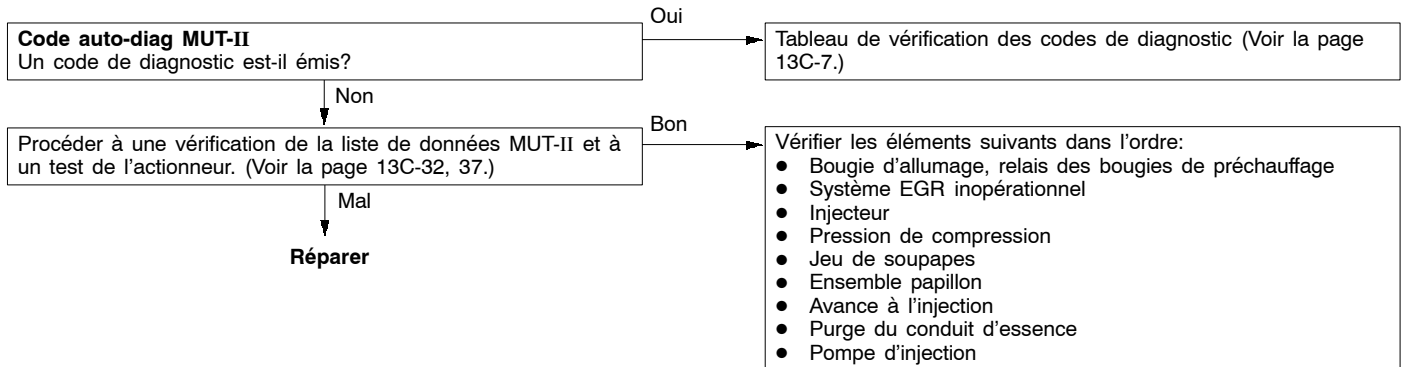 Oui
Code auto-diag MUT-II
Un code de diagnostic est-il émis?
Tableau de vérification des codes de diagnostic (Voir la page
13C-7.)
Non
Bon
Procéder à une vérification de la liste de données MUT-II et à
un test de l'actionneur. (Voir la page 13C-32, 37.)
Mal
Réparer
Vérifier les éléments suivants dans l'ordre:
● Bougie d'allumage, relais des bougies de préchauffage
● Système EGR inopérationnel
● Injecteur
● Pression de compression
● Jeu de soupapes
● Ensemble papillon
● Avance à l'injection
● Purge du conduit d'essence
● Pompe d'injection